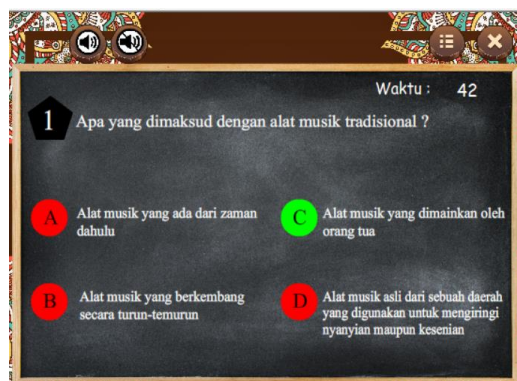 Waktu : 42
1 Apa yang dimaksud dengan alat musik tradisional ?
A Alat musik yang ada dari zaman
dahulu
B Alat musik yang berkembang
secara turun-temurun
C Alat musik yang dimainkan oleh
orang tua
D Alat musik asli dari sebuah daerah
yang digunakan untuk mengiringi
nyanyian maupun kesenian